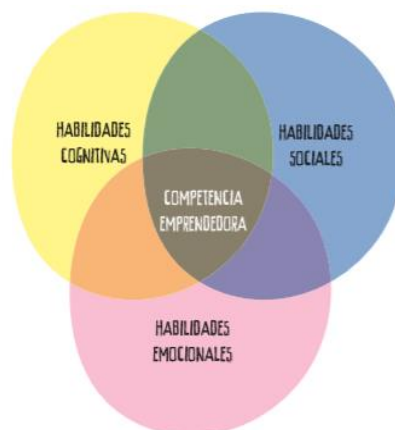 HABILIDADES
COGNITIVAS
HABILIDADES
SOCIALES
COMPETENCIA
EMPRENDEDORA
HABILIDADES
EMOCIONALES